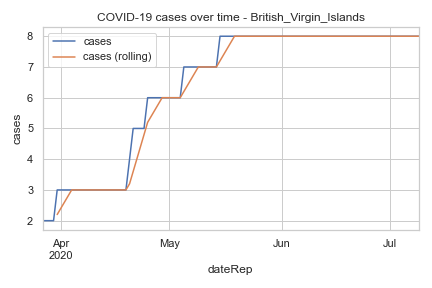 COVID-19 cases over time - British_Virgin_Islands
cases
cases (rolling)
8
7
6
5
4
3
2
cases
Apr
2020
May
Jun
Jul
dateRep